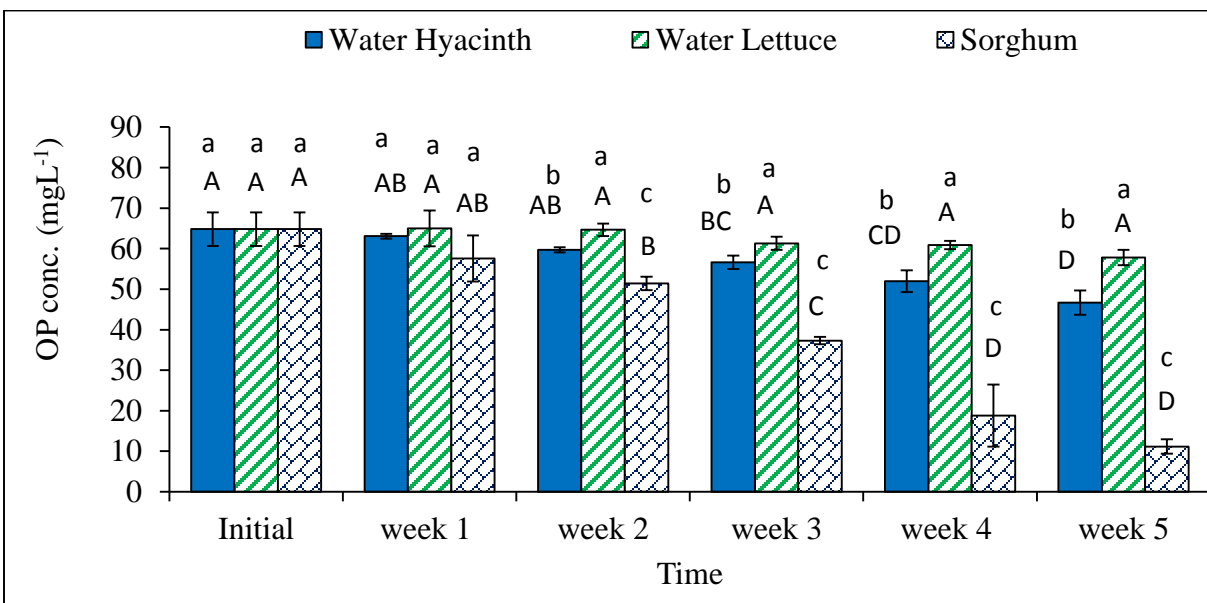 Water Hyacinth Water Lettuce Sorghum
OP conc. (mgL-1)
90
80
70
60
50
40
30
20
10
0
a a a
A A A
a a a
AB A AB
b a c
AB A B
b a c
BC A C
b a c
CD A D
b a c
D A D
Initial week 1 week 2 week 3 week 4 week 5
Time